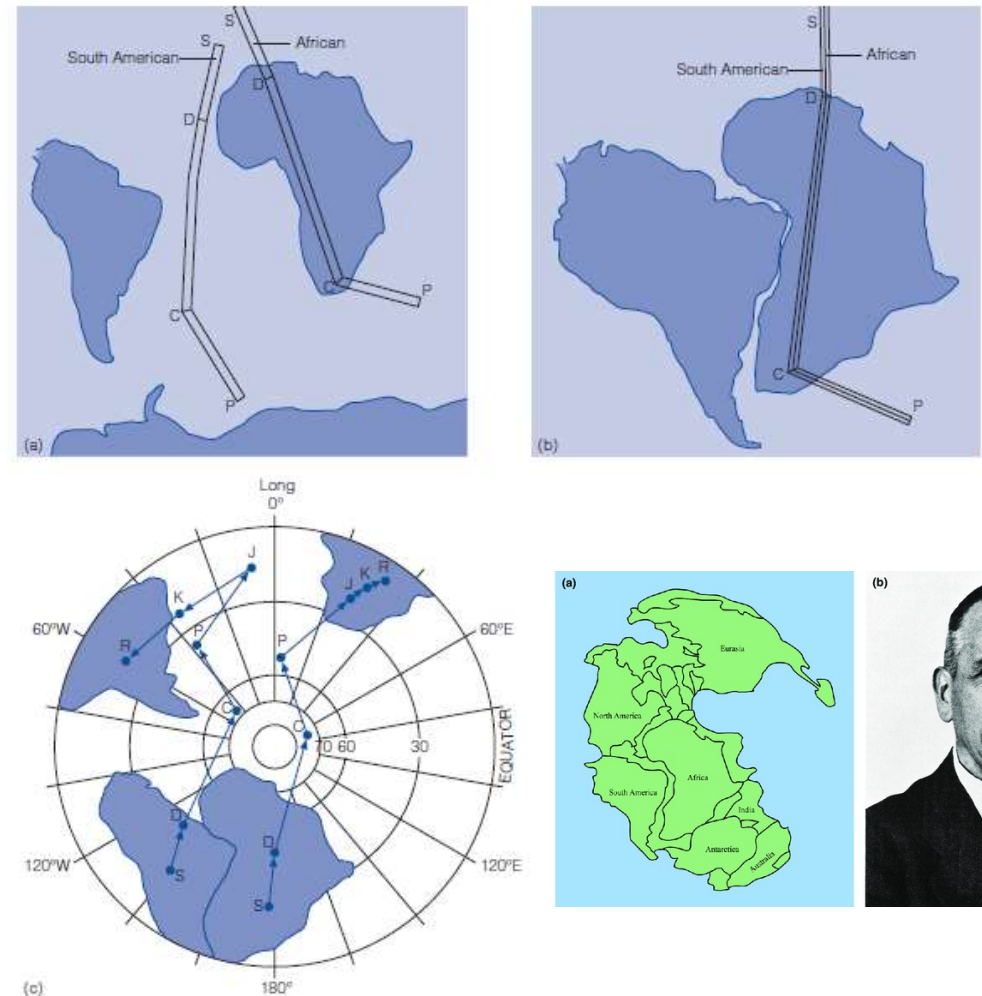 S
S
African
South American
D
D
C
C
P
P
(a)
S
African
South American
D
C
P
(b)
Long
0°
J
K
P
R
C
60°W
J
K
R
P
60°E
C
70 60 30
EQUATOR
D
S
D
S
120°W
120°E
180°
(c)
(a)
Eurasia
North America
Africa
South America
India
Antarctica
Australia
(b)